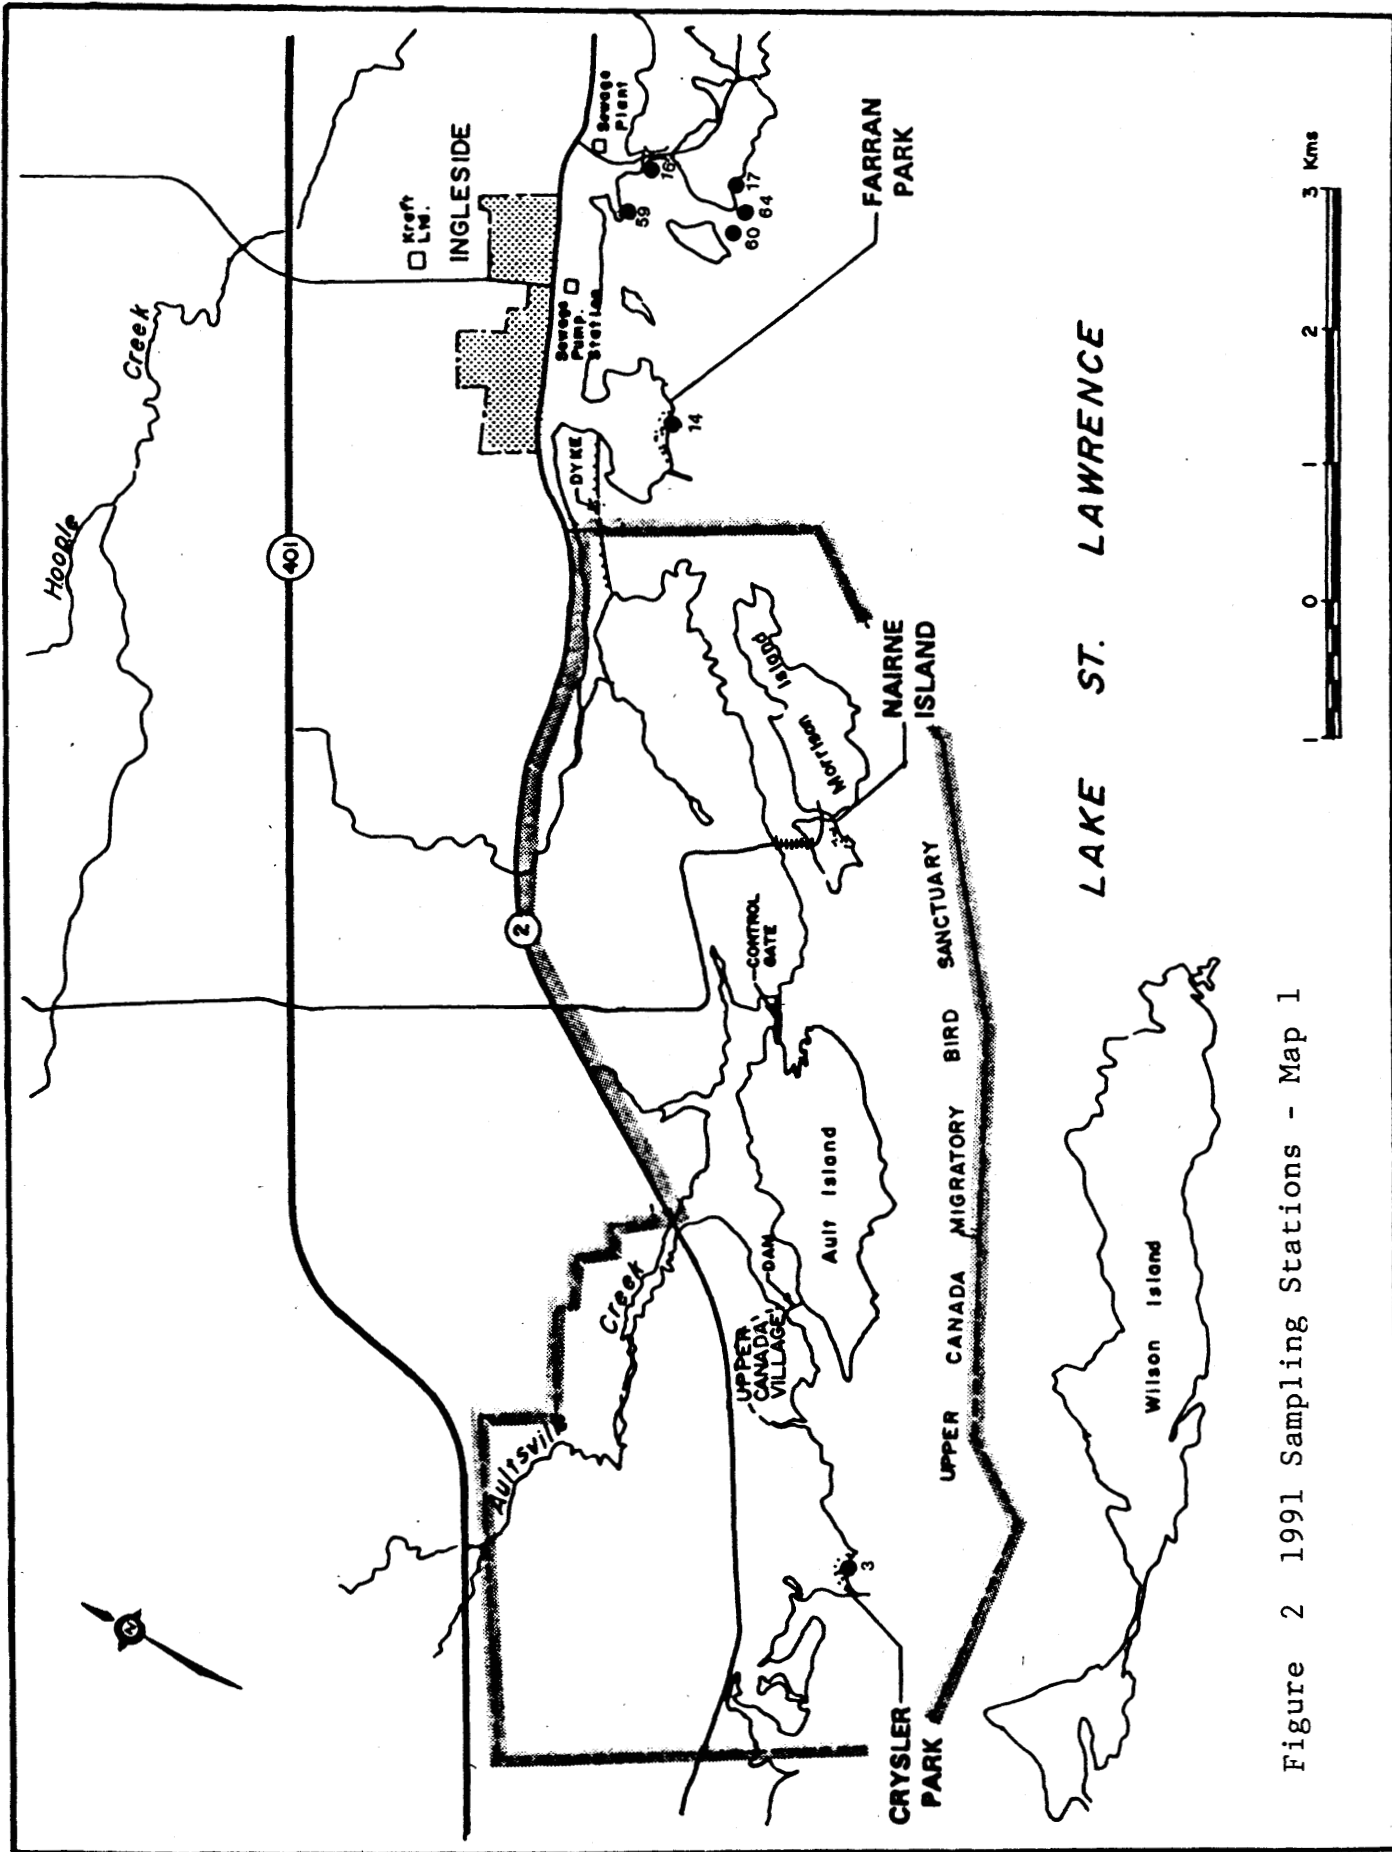 Hoople
Creek
401
Kraft
Ltd.
INGLESIDE
Sewage
Plant
Sewage
Pump.
Station
16
59
17
64
60
FARRAN
PARK
14
DYKE
2
Morrison Island
NAIRNE
ISLAND
CONTROL
GATE
LAKE ST. LAWRENCE
UPPER CANADA MIGRATORY BIRD SANCTUARY
Ault Island
DAM
UPPER
CANADA
VILLAGE
Aultsville
Creek
N
3
CRYSLER
PARK
Wilson Island
1 0 1 2 3 Kms
Figure 2 1991 Sampling Stations - Map 1